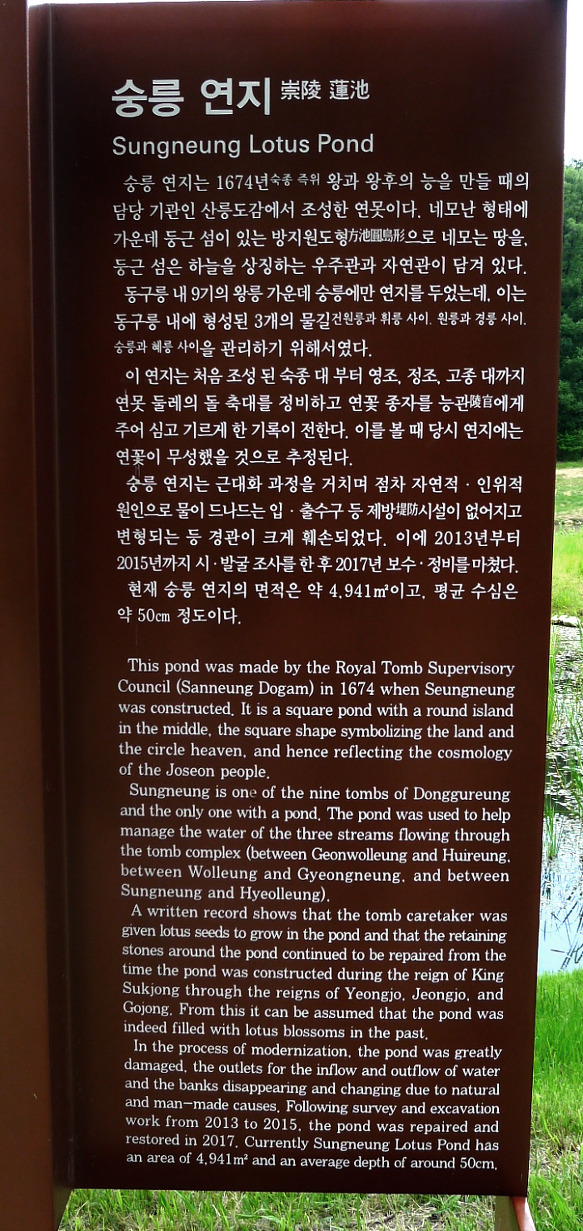 숭릉 연지 崇陵 蓮池
Sungneung Lotus Pond
숭릉 연지는 1674년숙종 즉위 왕과 왕후의 능을 만들 때의
담당 기관인 산릉도감에서 조성한 연못이다. 네모난 형태에
가운데 둥근 섬이 있는 방지원도형方池圓島形으로 네모는 땅을,
둥근 섬은 하늘을 상징하는 우주관과 자연관이 담겨 있다.
동구릉 내 9기의 왕릉 가운데 숭릉에만 연지를 두었는데, 이는
동구릉 내에 형성된 3개의 물길건원릉과 휘릉 사이, 원릉과 경릉 사이,
숭릉과 혜릉 사이을 관리하기 위해서였다.
이 연지는 처음 조성 된 숙종 대 부터 영조, 정조, 고종 대까지
연못 둘레의 돌 축대를 정비하고 연꽃 종자를 능관陵官에게
주어 심고 기르게 한 기록이 전한다. 이를 볼 때 당시 연지에는
연꽃이 무성했을 것으로 추정된다.
숭릉 연지는 근대화 과정을 거치며 점차 자연적 · 인위적
원인으로 물이 드나드는 입 · 출수구 등 제방堤防시설이 없어지고
변형되는 등 경관이 크게 훼손되었다. 이에 2013년부터
2015년까지 시 · 발굴 조사를 한 후 2017년 보수 · 정비를 마쳤다.
현재 숭릉 연지의 면적은 약 4,941㎡이고, 평균 수심은
약 50㎝ 정도이다.
This pond was made by the Royal Tomb Supervisory
Council (Sanneung Dogam) in 1674 when Seungneung
was constructed. It is a square pond with a round island
in the middle, the square shape symbolizing the land and
the circle heaven, and hence reflecting the cosmology
of the Joseon people.
Sungneung is one of the nine tombs of Donggureung
and the only one with a pond. The pond was used to help
manage the water of the three streams flowing through
the tomb complex (between Geonwolleung and Huireung,
between Wolleung and Gyeongneung, and between
Sungneung and Hyeolleung).
A written record shows that the tomb caretaker was
given lotus seeds to grow in the pond and that the retaining
stones around the pond continued to be repaired from the
time the pond was constructed during the reign of King
Sukjong through the reigns of Yeongjo, Jeongjo, and
Gojong. From this it can be assumed that the pond was
indeed filled with lotus blossoms in the past.
In the process of modernization, the pond was greatly
damaged, the outlets for the inflow and outflow of water
and the banks disappearing and changing due to natural
and man-made causes. Following survey and excavation
work from 2013 to 2015, the pond was repaired and
restored in 2017. Currently Sungneung Lotus Pond has
an area of 4,941㎡ and an average depth of around 50cm.